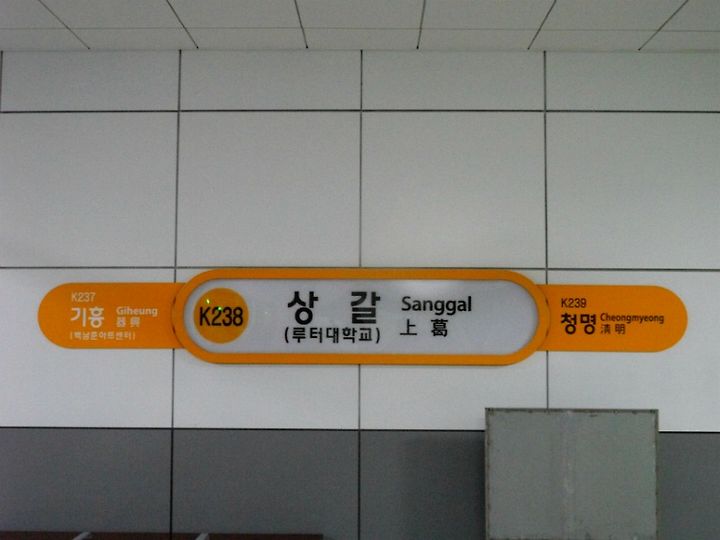 K237
기흥 Giheung
器興
(백남준아트센터)
K238
상 갈 Sanggal
(루터대학교) 上葛
K239
청명 Cheongmyeong
淸明